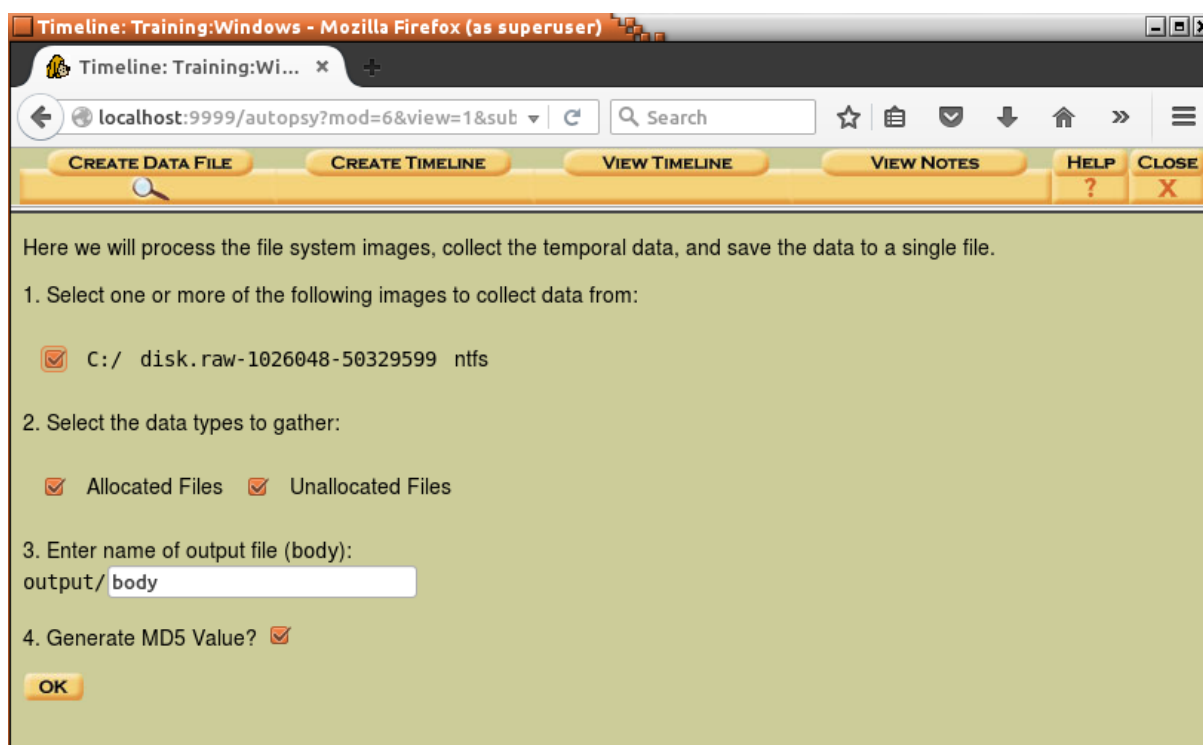 Timeline: Training:Windows - Mozilla Firefox (as superuser)
Timeline: Training:Wi...
localhost:9999/autopsy?mod=6&view=1&sub
Search
CREATE DATA FILE CREATE TIMELINE VIEW TIMELINE VIEW NOTES HELP CLOSE
? X
Here we will process the file system images, collect the temporal data, and save the data to a single file.
1. Select one or more of the following images to collect data from:
C:/ disk.raw-1026048-50329599 ntfs
2. Select the data types to gather:
Allocated Files Unallocated Files
3. Enter name of output file (body):
output/body
4. Generate MD5 Value?
OK